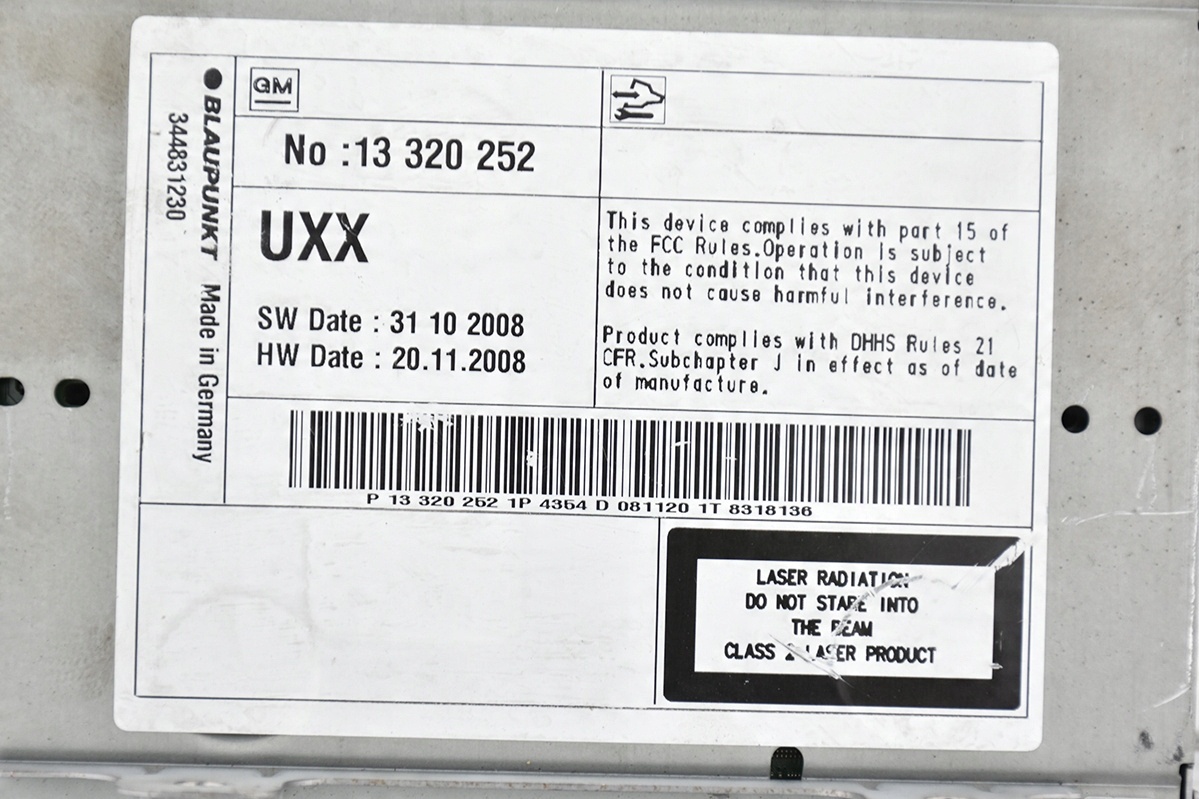 BLAUPUNKT Made in Germany
344831230
GM
No :13 320 252
UXX
SW Date : 31 10 2008
HW Date : 20.11.2008
This device complies with part 15 of
the FCC Rules.Operation is subject
to the condition that this device
does not cause harmful interference.
Product complies with DHHS Rules 21
CFR.Subchapter J in effect as of date
of manufacture.
P 13 320 252 1P 4354 D 081120 1T 8318136
LASER RADIATION
DO NOT STARE INTO
THE BEAM
CLASS 2 LASER PRODUCT